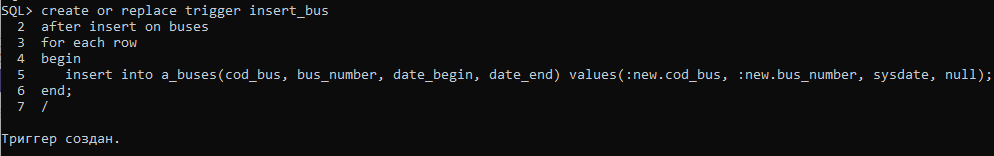 SQL> create or replace trigger insert_bus
  2  after insert on buses
  3  for each row
  4  begin
  5     insert into a_buses(cod_bus, bus_number, date_begin, date_end) values(:new.cod_bus, :new.bus_number, sysdate, null);
  6  end;
  7  /
Триггер создан.